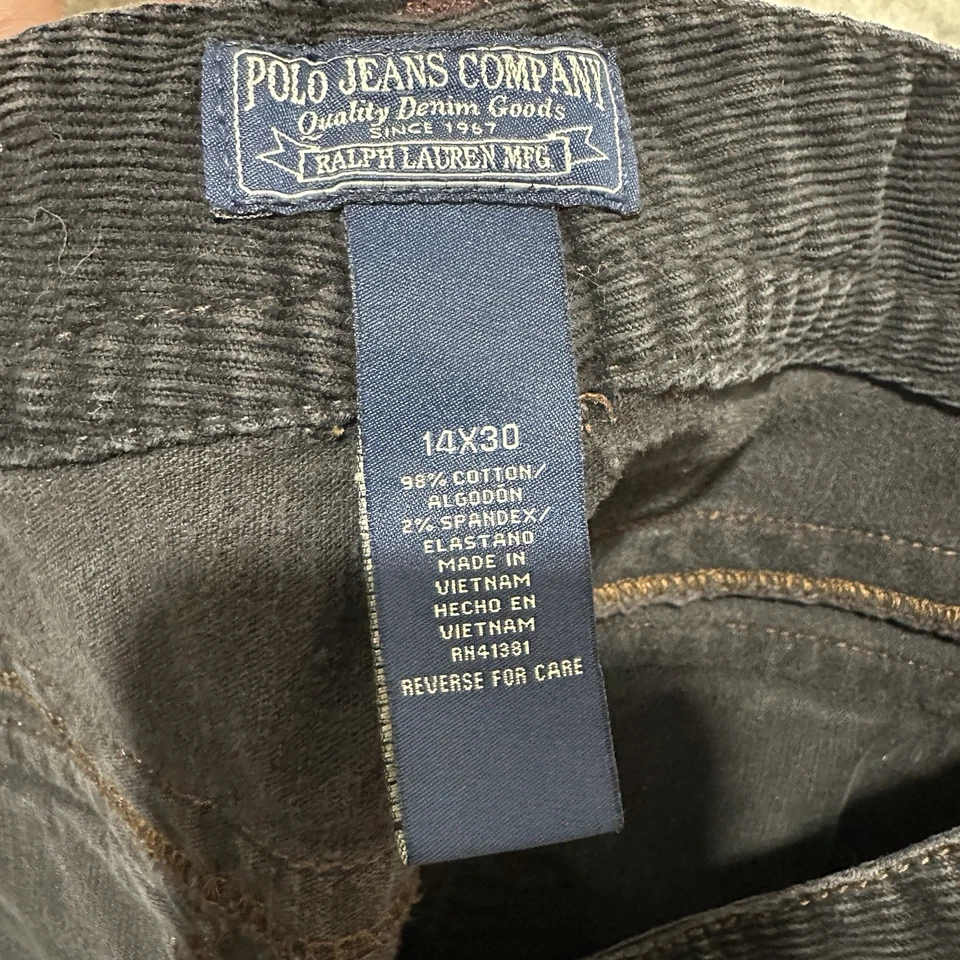 POLO JEANS COMPANY
Quality Denim Goods
SINCE 1967
RALPH LAUREN MFG
14X30
98% COTTON/
ALGODÓN
2% SPANDEX/
ELASTANO
MADE IN
VIETNAM
HECHO EN
VIETNAM
RN41381
REVERSE FOR CARE